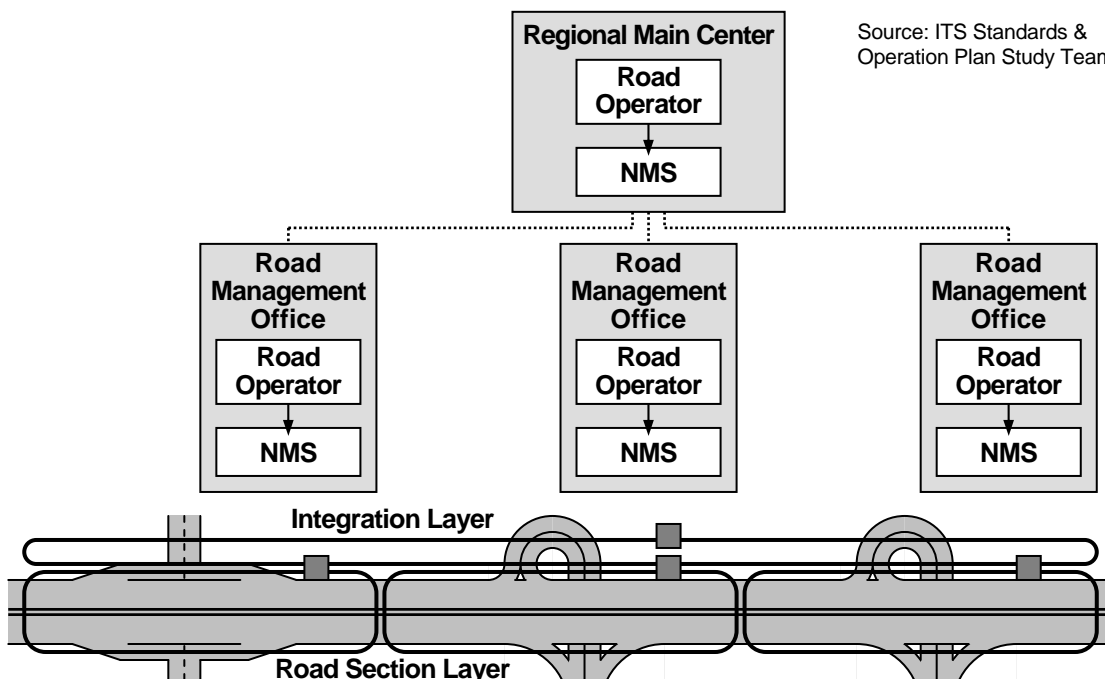 Regional Main Center
Road
Operator
NMS
Source: ITS Standards &
Operation Plan Study Team
Road
Management
Office
Road
Operator
NMS
Road
Management
Office
Road
Operator
NMS
Road
Management
Office
Road
Operator
NMS
Integration Layer
Road Section Layer